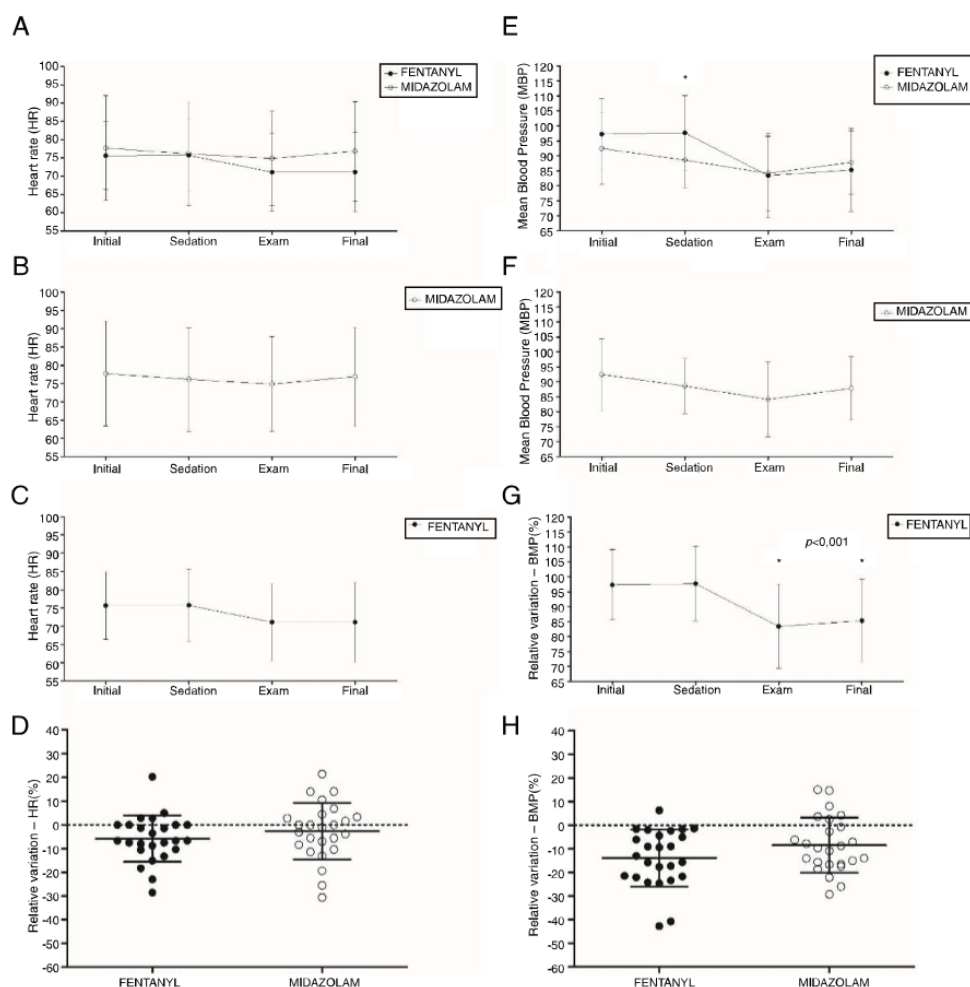 A
Heart rate (HR)
100
95
90
85
80
75
70
65
60
55
FENTANYL
MIDAZOLAM
Initial Sedation Exam Final
B
Heart rate (HR)
100
95
90
85
80
75
70
65
60
55
MIDAZOLAM
Initial Sedation Exam Final
C
Heart rate (HR)
100
95
90
85
80
75
70
65
60
55
FENTANYL
Initial Sedation Exam Final
D
Relative variation – HR(%)
40
30
20
10
0
-10
-20
-30
-40
-50
-60
FENTANYL MIDAZOLAM
E
Mean Blood Pressure (MBP)
120
115
110
105
100
95
90
85
80
75
70
65
*
FENTANYL
MIDAZOLAM
Initial Sedation Exam Final
F
Mean Blood Pressure (MBP)
120
115
110
105
100
95
90
85
80
75
70
65
MIDAZOLAM
Initial Sedation Exam Final
G
Relative variation – BMP(%)
120
115
110
105
100
95
90
85
80
75
70
65
FENTANYL
p<0,001
* *
Initial Sedation Exam Final
H
Relative variation – BMP(%)
40
30
20
10
0
-10
-20
-30
-40
-50
-60
FENTANYL MIDAZOLAM